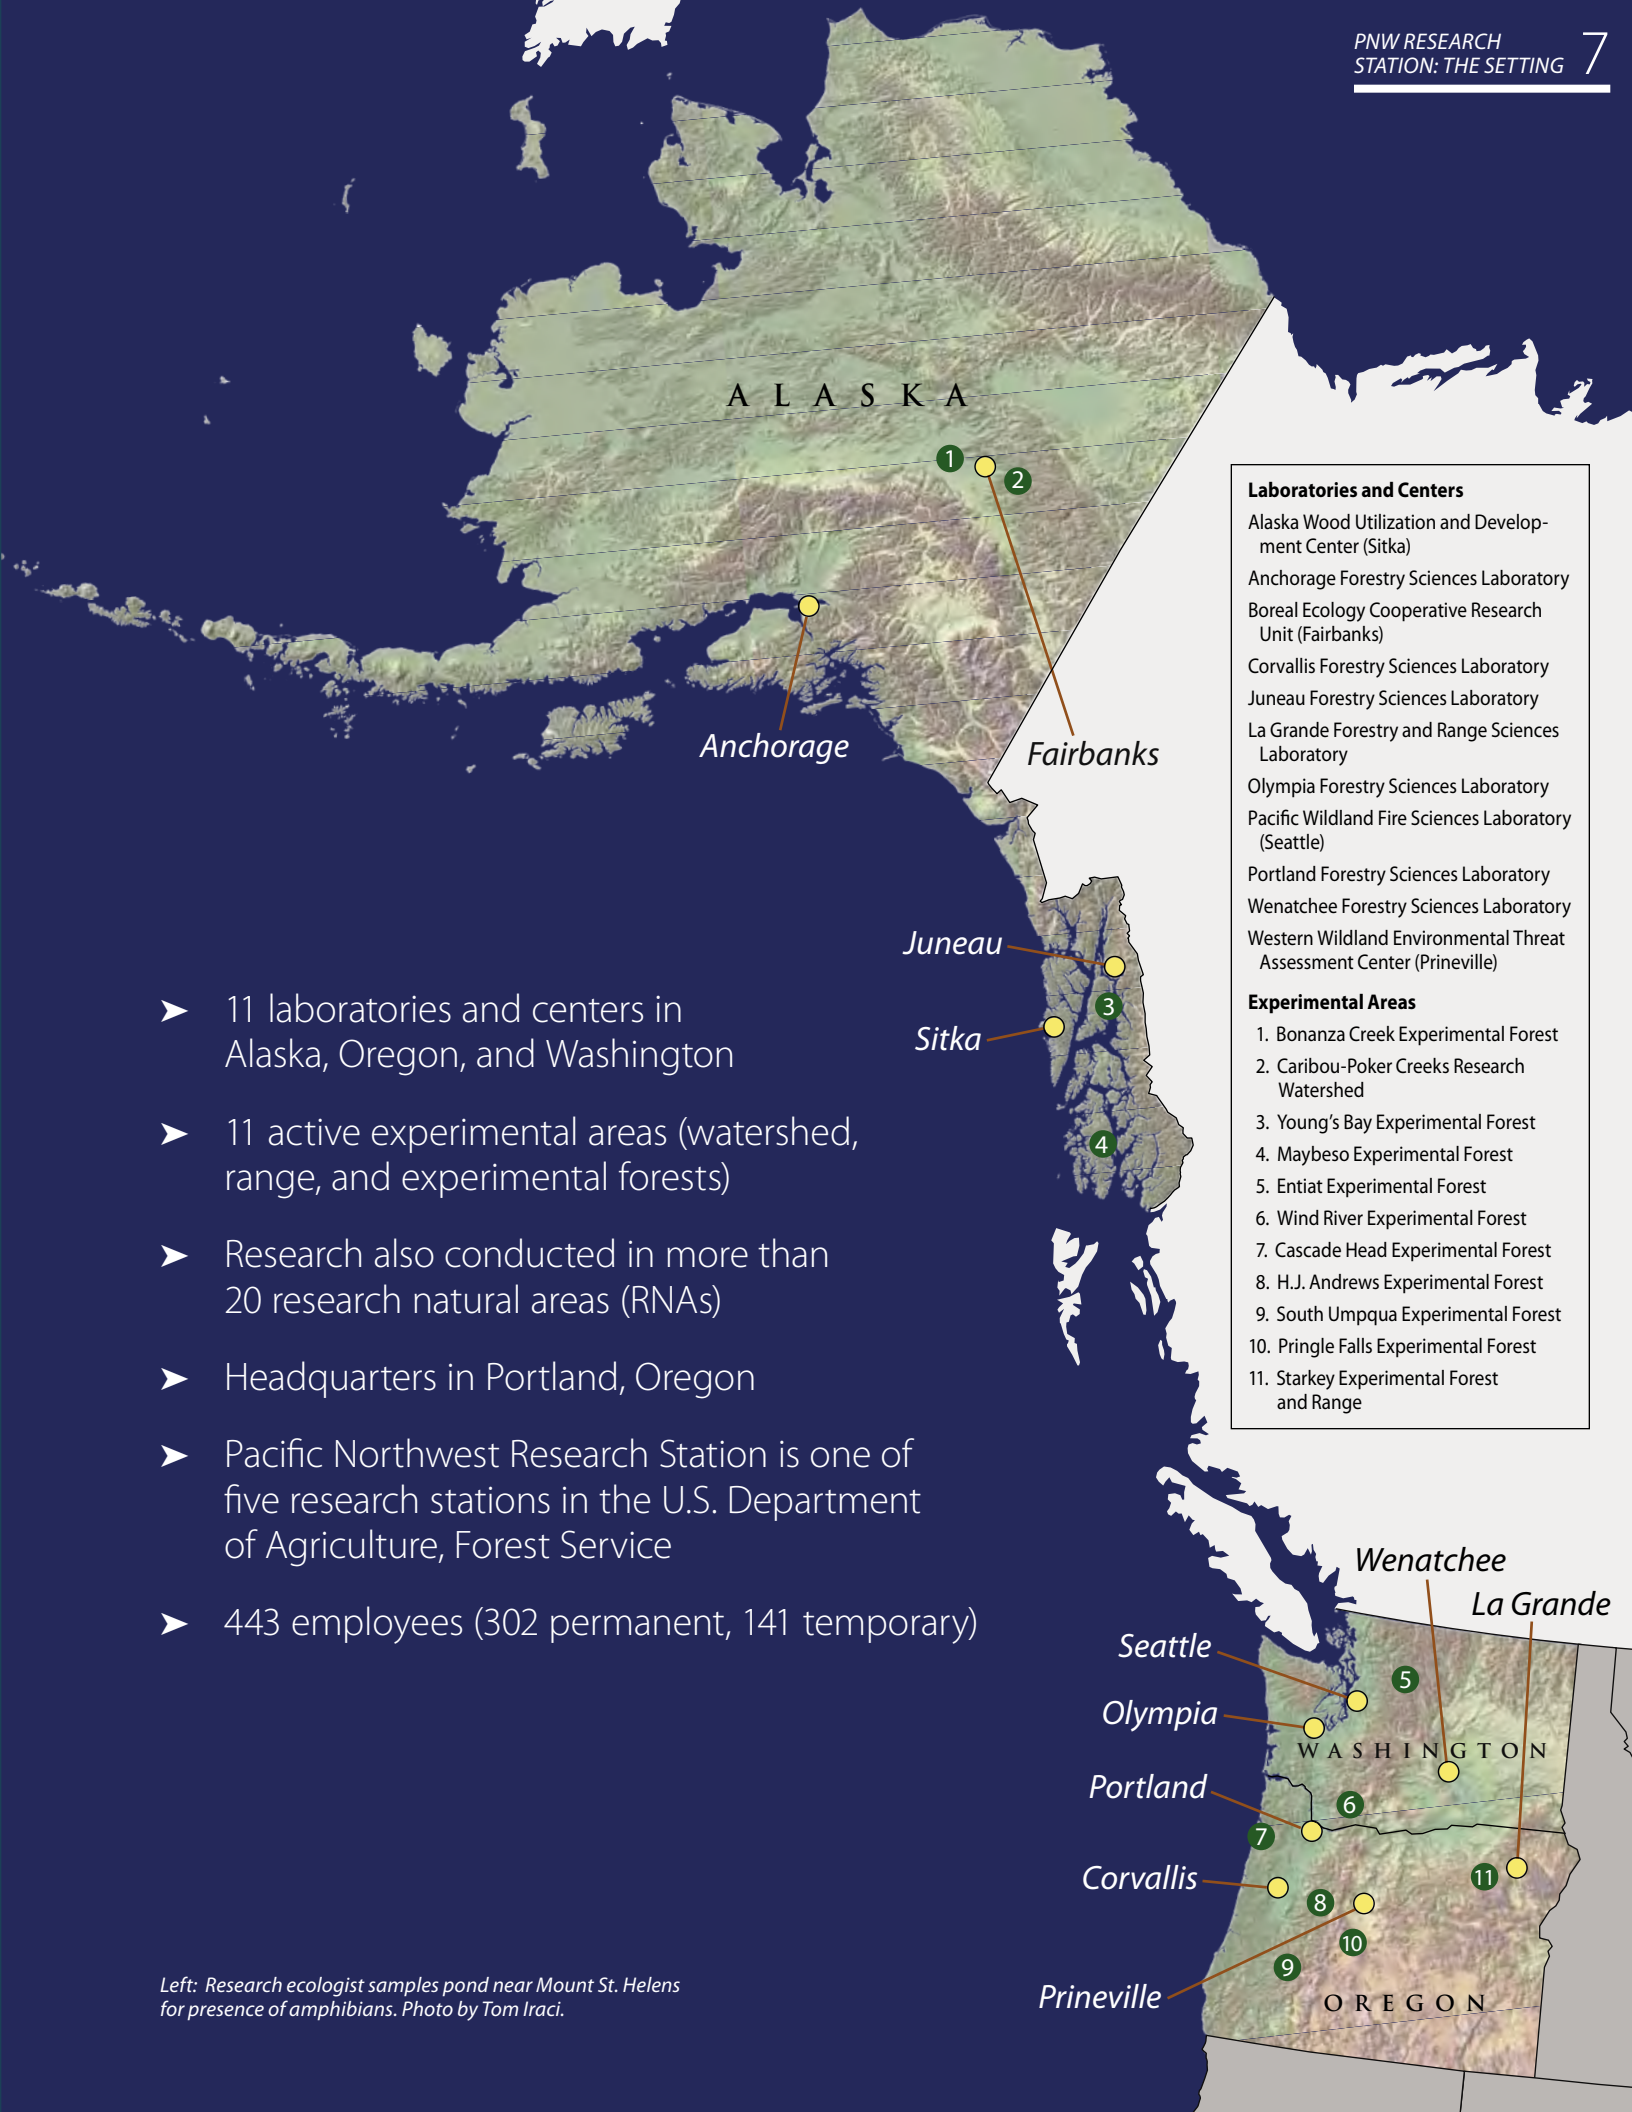 PNW RESEARCH
STATION: THE SETTING 7
ALASKA
1
2
Anchorage
Fairbanks
Juneau
3
Sitka
4
Laboratories and Centers
Alaska Wood Utilization and Develop-
ment Center (Sitka)
Anchorage Forestry Sciences Laboratory
Boreal Ecology Cooperative Research
Unit (Fairbanks)
Corvallis Forestry Sciences Laboratory
Juneau Forestry Sciences Laboratory
La Grande Forestry and Range Sciences
Laboratory
Olympia Forestry Sciences Laboratory
Pacific Wildland Fire Sciences Laboratory
(Seattle)
Portland Forestry Sciences Laboratory
Wenatchee Forestry Sciences Laboratory
Western Wildland Environmental Threat
Assessment Center (Prineville)
Experimental Areas
1. Bonanza Creek Experimental Forest
2. Caribou-Poker Creeks Research
Watershed
3. Young's Bay Experimental Forest
4. Maybeso Experimental Forest
5. Entiat Experimental Forest
6. Wind River Experimental Forest
7. Cascade Head Experimental Forest
8. H.J. Andrews Experimental Forest
9. South Umpqua Experimental Forest
10. Pringle Falls Experimental Forest
11. Starkey Experimental Forest
and Range
➤ 11 laboratories and centers in
Alaska, Oregon, and Washington
➤ 11 active experimental areas (watershed,
range, and experimental forests)
➤ Research also conducted in more than
20 research natural areas (RNAs)
➤ Headquarters in Portland, Oregon
➤ Pacific Northwest Research Station is one of
five research stations in the U.S. Department
of Agriculture, Forest Service
➤ 443 employees (302 permanent, 141 temporary)
Wenatchee
La Grande
Seattle
5
Olympia
WASHINGTON
Portland
6
7
Corvallis
11
8
10
9
Prineville
OREGON
Left: Research ecologist samples pond near Mount St. Helens
for presence of amphibians. Photo by Tom Iraci.